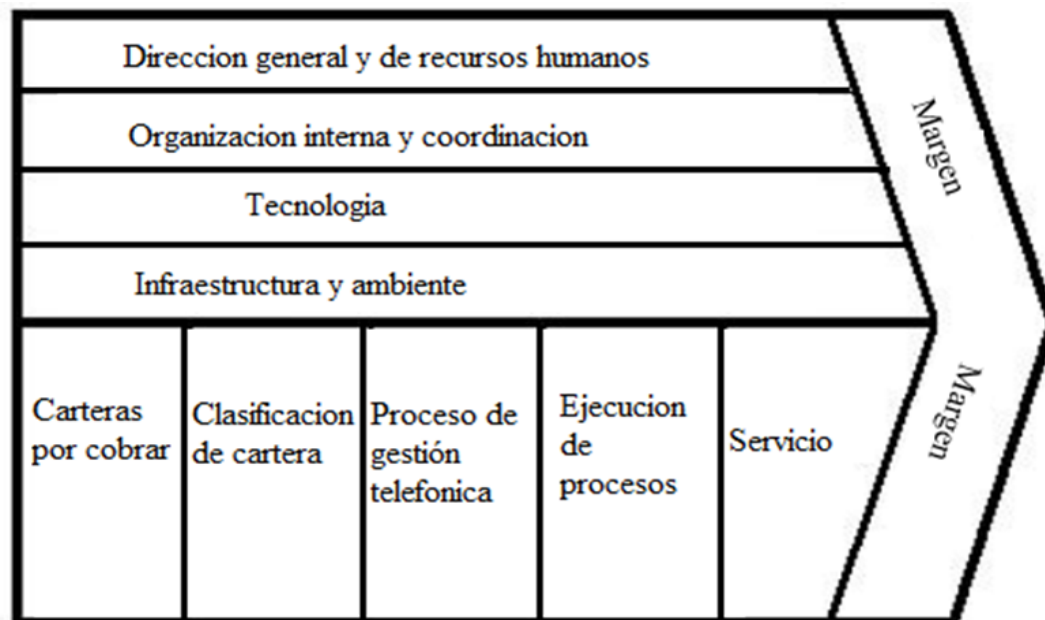 Direccion general y de recursos humanos
Organizacion interna y coordinacion
Tecnologia
Infraestructura y ambiente
Margen
Margen
Carteras
por cobrar
Clasificacion
de cartera
Proceso de
gestión
telefonica
Ejecucion
de
procesos
Servicio